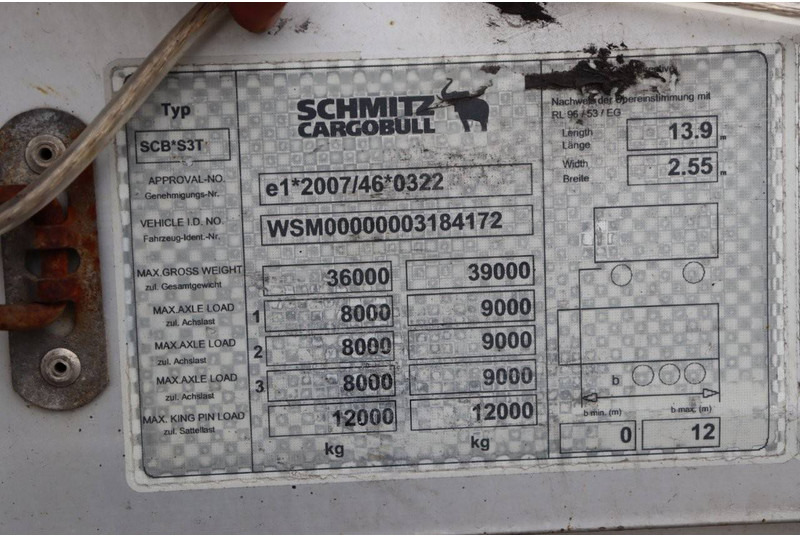 Typ
SCB*S3T
SCHMITZ
CARGOBULL
Nachweis der Übereinstimmung mit
RL 96 / 53 / EG
Length
Länge
13.9 m
Width
Breite
2.55 m
APPROVAL-NO.
Genehmigungs-Nr.
e1*2007/46*0322
VEHICLE I.D. NO.
Fahrzeug-Ident.-Nr.
WSM00000003184172
MAX.GROSS WEIGHT
zul. Gesamtgewicht
36000 39000
MAX.AXLE LOAD
zul. Achslast
1 8000 9000
MAX.AXLE LOAD
zul. Achslast
2 8000 9000
MAX.AXLE LOAD
zul. Achslast
3 8000 9000
MAX. KING PIN LOAD
zul. Sattellast
12000 12000
kg kg
b
b min. (m) b max. (m)
0 12